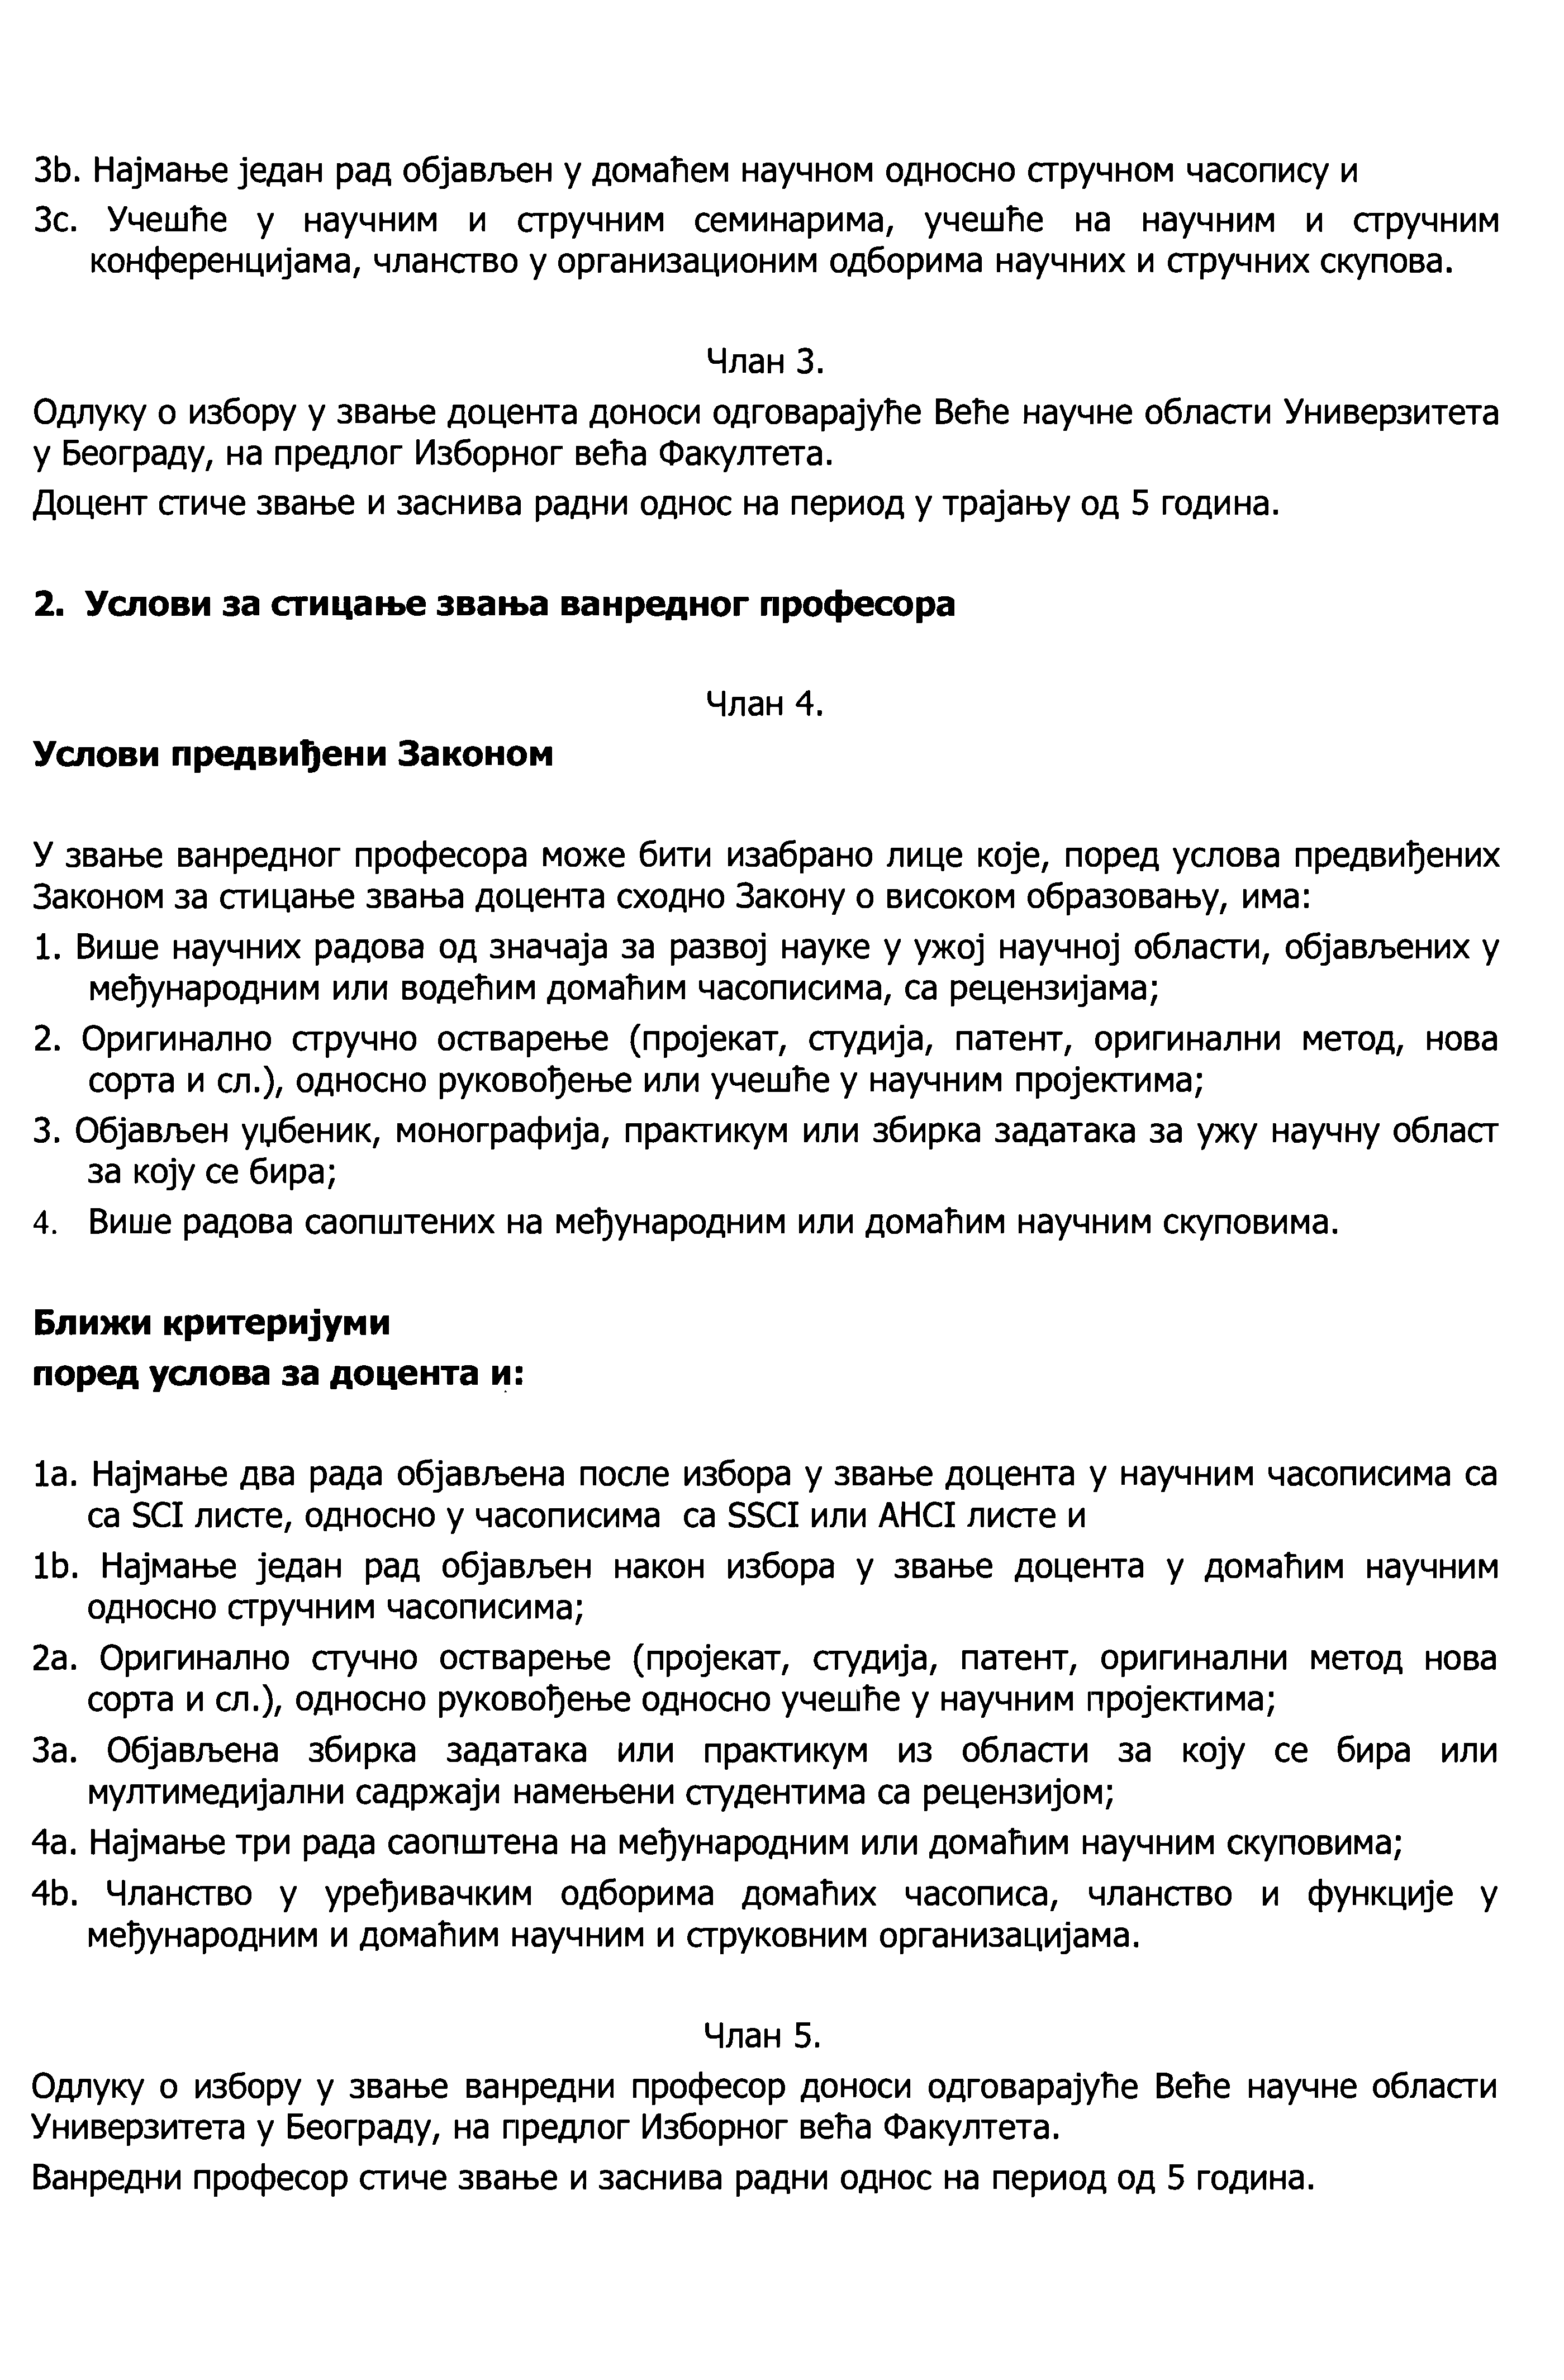 3b. Најмање један рад објављен у домаћем научном односно стручном часопису и
3c. Учешће у научним и стручним семинарима, учешће на научним и стручним
конференцијама, чланство у организационим одборима научних и стручних скупова.
Члан 3.
Одлуку о избору у звање доцента доноси одговарајуће Веће научне области Универзитета
у Београду, на предлог Изборног већа Факултета.
Доцент стиче звање и заснива радни однос на период у трајању од 5 година.
2. Услови за стицање звања ванредног професора
Члан 4.
Услови предвиђени Законом
У звање ванредног професора може бити изабрано лице које, поред услова предвиђених
Законом за стицање звања доцента сходно Закону о високом образовању, има:
1. Више научних радова од значаја за развој науке у ужој научној области, објављених у
међународним или водећим домаћим часописима, са рецензијама;
2. Оригинално стручно остварење (пројекат, студија, патент, оригинални метод, нова
сорта и сл.), односно руковођење или учешће у научним пројектима;
3. Објављен уџбеник, монографија, практикум или збирка задатака за ужу научну област
за коју се бира;
4. Више радова саопштених на међународним или домаћим научним скуповима.
Ближи критеријуми
поред услова за доцента и:
1a. Најмање два рада објављена после избора у звање доцента у научним часописима са
са SCI листе, односно у часописима са SSCI или AHCI листе и
1b. Најмање један рад објављен након избора у звање доцента у домаћим научним
односно стручним часописима;
2a. Оригинално стучно остварење (пројекат, студија, патент, оригинални метод нова
сорта и сл.), односно руковођење односно учешће у научним пројектима;
3a. Објављена збирка задатака или практикум из области за коју се бира или
мултимедијални садржаји намењени студентима са рецензијом;
4a. Најмање три рада саопштена на међународним или домаћим научним скуповима;
4b. Чланство у уређивачким одборима домаћих часописа, чланство и функције у
међународним и домаћим научним и струковним организацијама.
Члан 5.
Одлуку о избору у звање ванредни професор доноси одговарајуће Веће научне области
Универзитета у Београду, на предлог Изборног већа Факултета.
Ванредни професор стиче звање и заснива радни однос на период од 5 година.